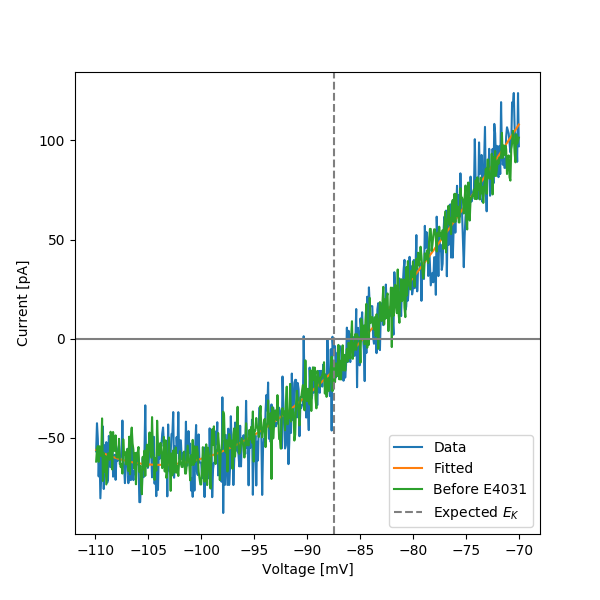 100
50
0
−50
−110
−105
−100
−95
−90
−85
−80
−75
−70
Current [pA]
Voltage [mV]
Data
Fitted
Before E4031
Expected E_K